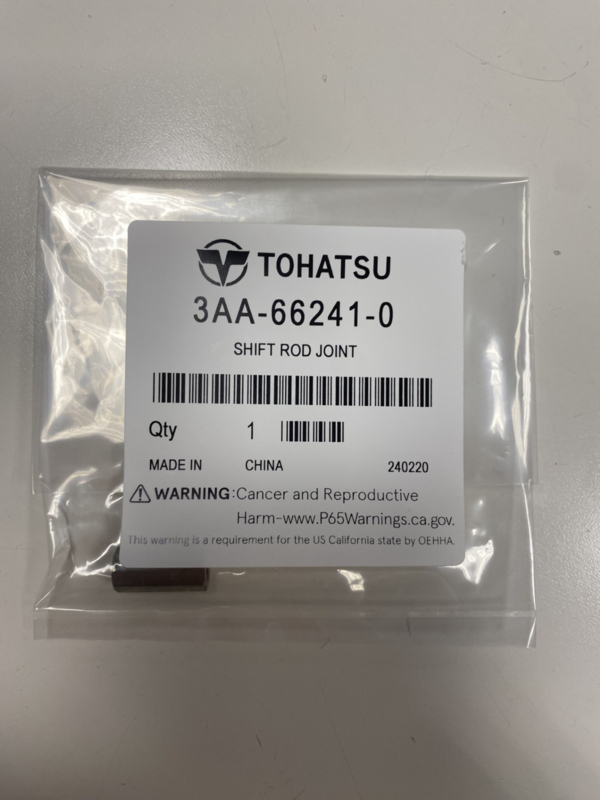 TOHATSU
3AA-66241-0
SHIFT ROD JOINT
Qty 1
MADE IN CHINA 240220
WARNING:Cancer and Reproductive
Harm-www.P65Warnings.ca.gov.
This warning is a requirement for the US California state by OEHHA.